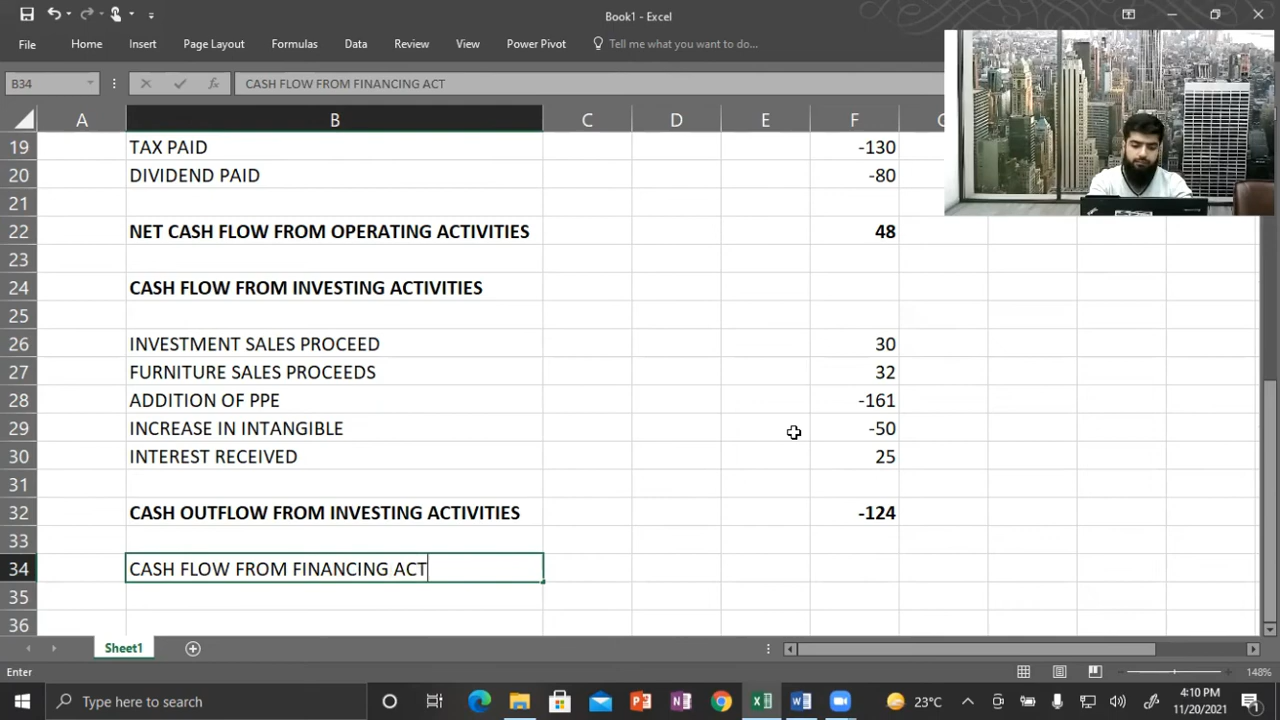 Book1 - Excel
File Home Insert Page Layout Formulas Data Review View Power Pivot Tell me what you want to do...
B34 fx CASH FLOW FROM FINANCING ACT
A B C D E F
19 TAX PAID -130
20 DIVIDEND PAID -80
21
22 NET CASH FLOW FROM OPERATING ACTIVITIES 48
23
24 CASH FLOW FROM INVESTING ACTIVITIES
25
26 INVESTMENT SALES PROCEED 30
27 FURNITURE SALES PROCEEDS 32
28 ADDITION OF PPE -161
29 INCREASE IN INTANGIBLE -50
30 INTEREST RECEIVED 25
31
32 CASH OUTFLOW FROM INVESTING ACTIVITIES -124
33
34 CASH FLOW FROM FINANCING ACT
35
36
Sheet1
Enter 148%
Type here to search 23°C 4:10 PM
11/20/2021 1